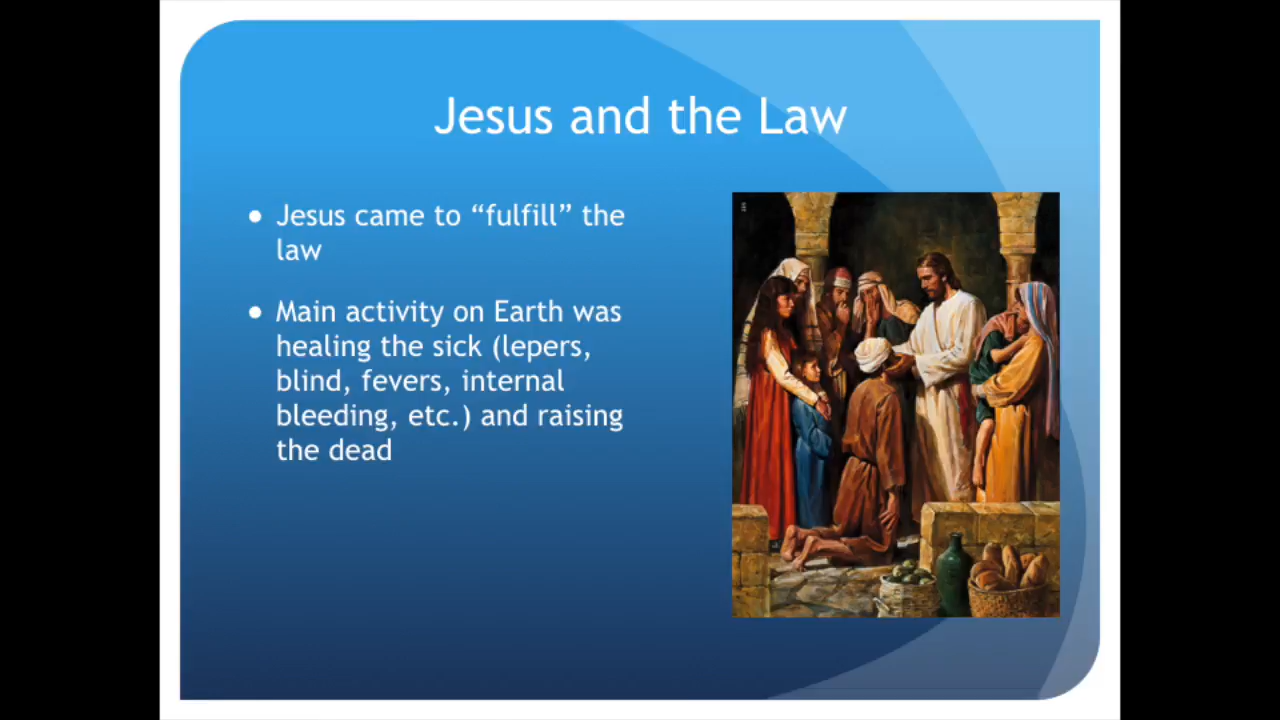 Jesus and the Law
● Jesus came to “fulfill” the
law
● Main activity on Earth was
healing the sick (lepers,
blind, fevers, internal
bleeding, etc.) and raising
the dead